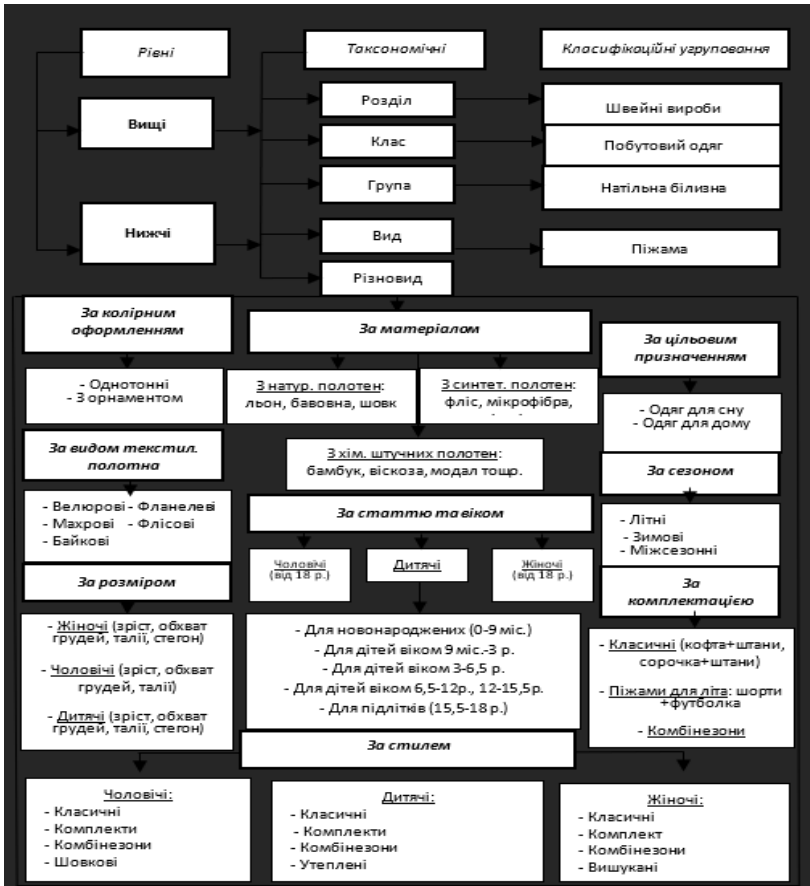 Рівні
Таксономічні
Класифікаційні угруповання
Вищі
Розділ
Швейні вироби
Клас
Побутовий одяг
Група
Натільна білизна
Нижчі
Вид
Піжама
Різновид
За колірним
оформленням
- Однотонні
- З орнаментом
За видом текстил.
полотна
- Велюрові - Фланелеві
- Махрові - Флісові
- Байкові
За розміром
- Жіночі (зріст, обхват
грудей, талії, стегон)
- Чоловічі (зріст, обхват
грудей, талії)
- Дитячі (зріст, обхват
грудей, талії, стегон)
За матеріалом
З натур. полотен:
льон, бавовна, шовк
З синтет. полотен:
фліс, мікрофібра,
З хім. штучних полотен:
бамбук, віскоза, модал тощр.
За статтю та віком
Чоловічі
(від 18 р.)
Дитячі
Жіночі
(від 18 р.)
- Для новонароджених (0-9 міс.)
- Для дітей віком 9 міс.-3 р.
- Для дітей віком 3-6,5 р.
- Для дітей віком 6,5-12р., 12-15,5р.
- Для підлітків (15,5-18 р.)
За цільовим
призначенням
- Одяг для сну
- Одяг для дому
За сезоном
- Літні
- Зимові
- Міжсезонні
За
комплектацією
- Класичні (кофта+штани,
сорочка+штани)
- Піжами для літа: шорти
+футболка
- Комбінезони
За стилем
Чоловічі:
- Класичні
- Комплекти
- Комбінезони
- Шовкові
Дитячі:
- Класичні
- Комплекти
- Комбінезони
- Утеплені
Жіночі:
- Класичні
- Комплект
- Комбінезони
- Вишукані